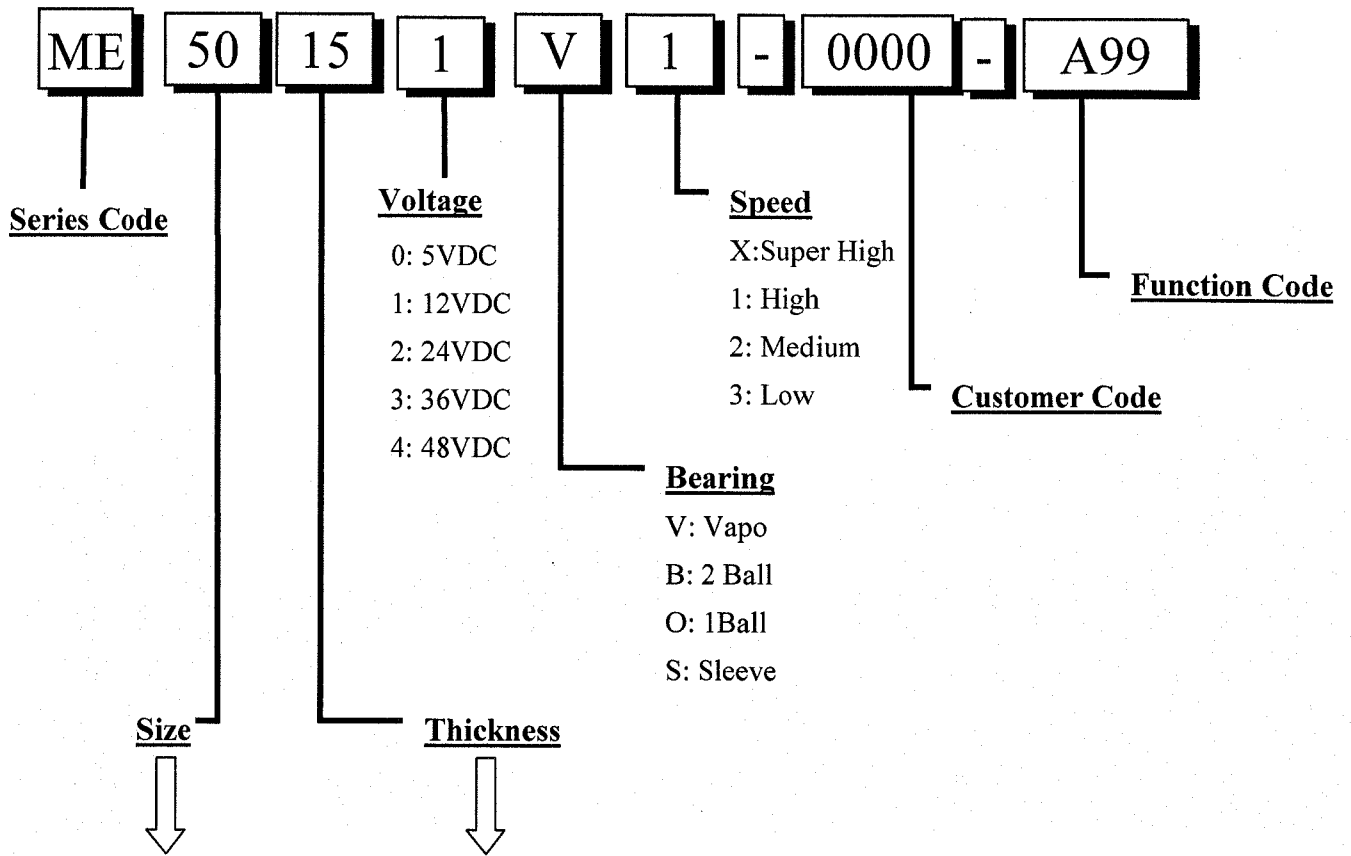 ME 50 15 1 V 1 - 0000 - A99
Series Code
Voltage
0: 5VDC
1: 12VDC
2: 24VDC
3: 36VDC
4: 48VDC
Speed
X:Super High
1: High
2: Medium
3: Low
Function Code
Customer Code
Bearing
V: Vapo
B: 2 Ball
O: 1Ball
S: Sleeve
Size
Thickness